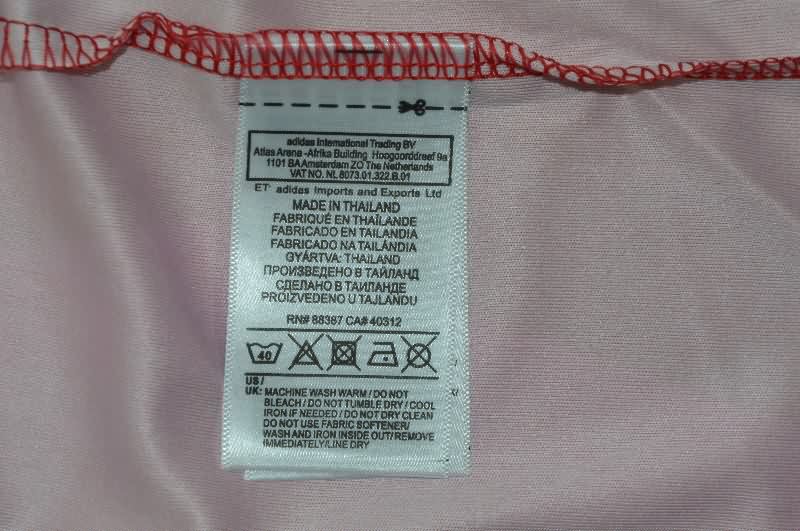 adidas International Trading BV
Atlas Arena -Afrika Building Hoogoorddreef 9a
1101 BA Amsterdam ZO The Netherlands
VAT NO. NL 8073.01.322.B.01
ET· adidas Imports and Exports Ltd
MADE IN THAILAND
FABRIQUÉ EN THAÏLANDE
FABRICADO EN TAILANDIA
FABRICADO NA TAILÂNDIA
GYÁRTVA: THAILAND
ПРОИЗВЕДЕНО В ТАЙЛАНД
СДЕЛАНО В ТАИЛАНДЕ
PROIZVEDENO U TAJLANDU
RN# 88387 CA# 40312
40
US /
UK: MACHINE WASH WARM / DO NOT
BLEACH / DO NOT TUMBLE DRY / COOL
IRON IF NEEDED / DO NOT DRY CLEAN
DO NOT USE FABRIC SOFTENER/
WASH AND IRON INSIDE OUT/REMOVE
IMMEDIATELY/LINE DRY